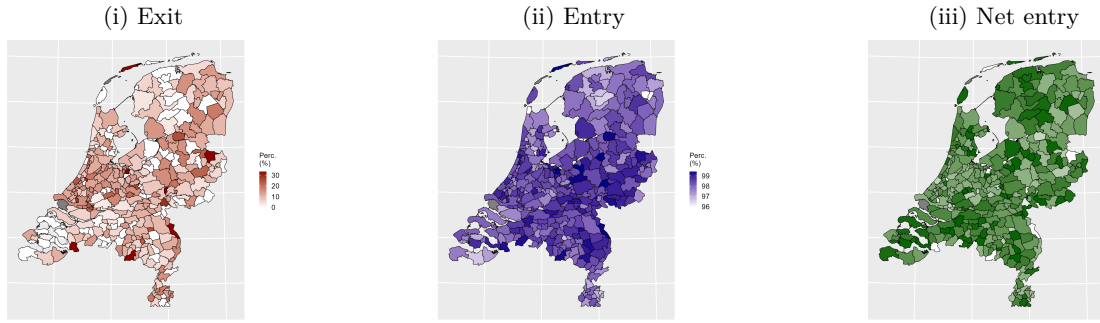 (i) Exit
(ii) Entry
(iii) Net entry
Perc.
(%)
30
20
10
0
Perc.
(%)
99
98
97
96